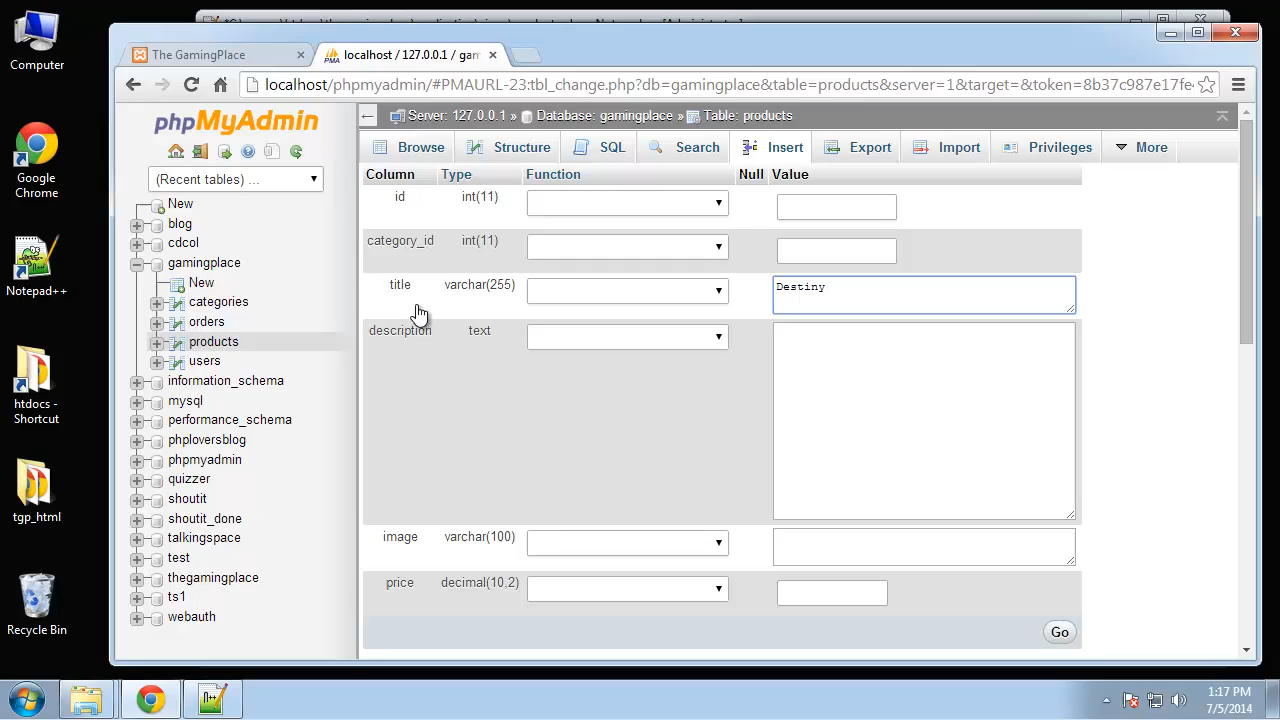 Computer
Google
Chrome
Notepad++
htdocs -
Shortcut
tgp_html
Recycle Bin
The GamingPlace
localhost / 127.0.0.1 / gam
localhost/phpmyadmin/#PMAURL-23:tbl_change.php?db=gamingplace&table=products&server=1&target=&token=8b37c987e17fe
phpMyAdmin
(Recent tables) ...
New
blog
cdcol
gamingplace
New
categories
orders
products
users
information_schema
mysql
performance_schema
phploversblog
phpmyadmin
quizzer
shoutit
shoutit_done
talkingspace
test
thegamingplace
ts1
webauth
Server: 127.0.0.1 » Database: gamingplace » Table: products
Browse Structure SQL Search Insert Export Import Privileges More
Column Type Function Null Value
id int(11)
category_id int(11)
title varchar(255) Destiny
description text
image varchar(100)
price decimal(10,2)
Go
1:17 PM
7/5/2014